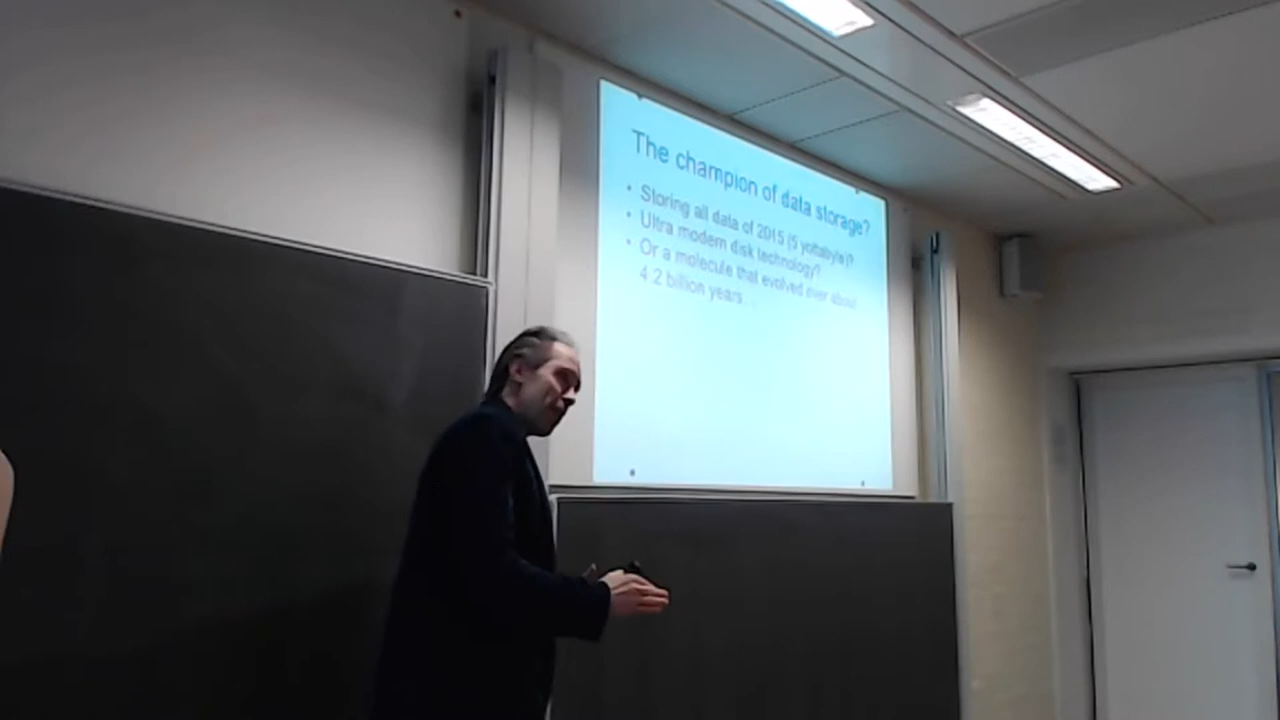 The champion of data storage?
• Storing all data of 2015 (5 yottabyte)?
• Ultra modern disk technology?
• Or a molecule that evolved over about
4.2 billion years...